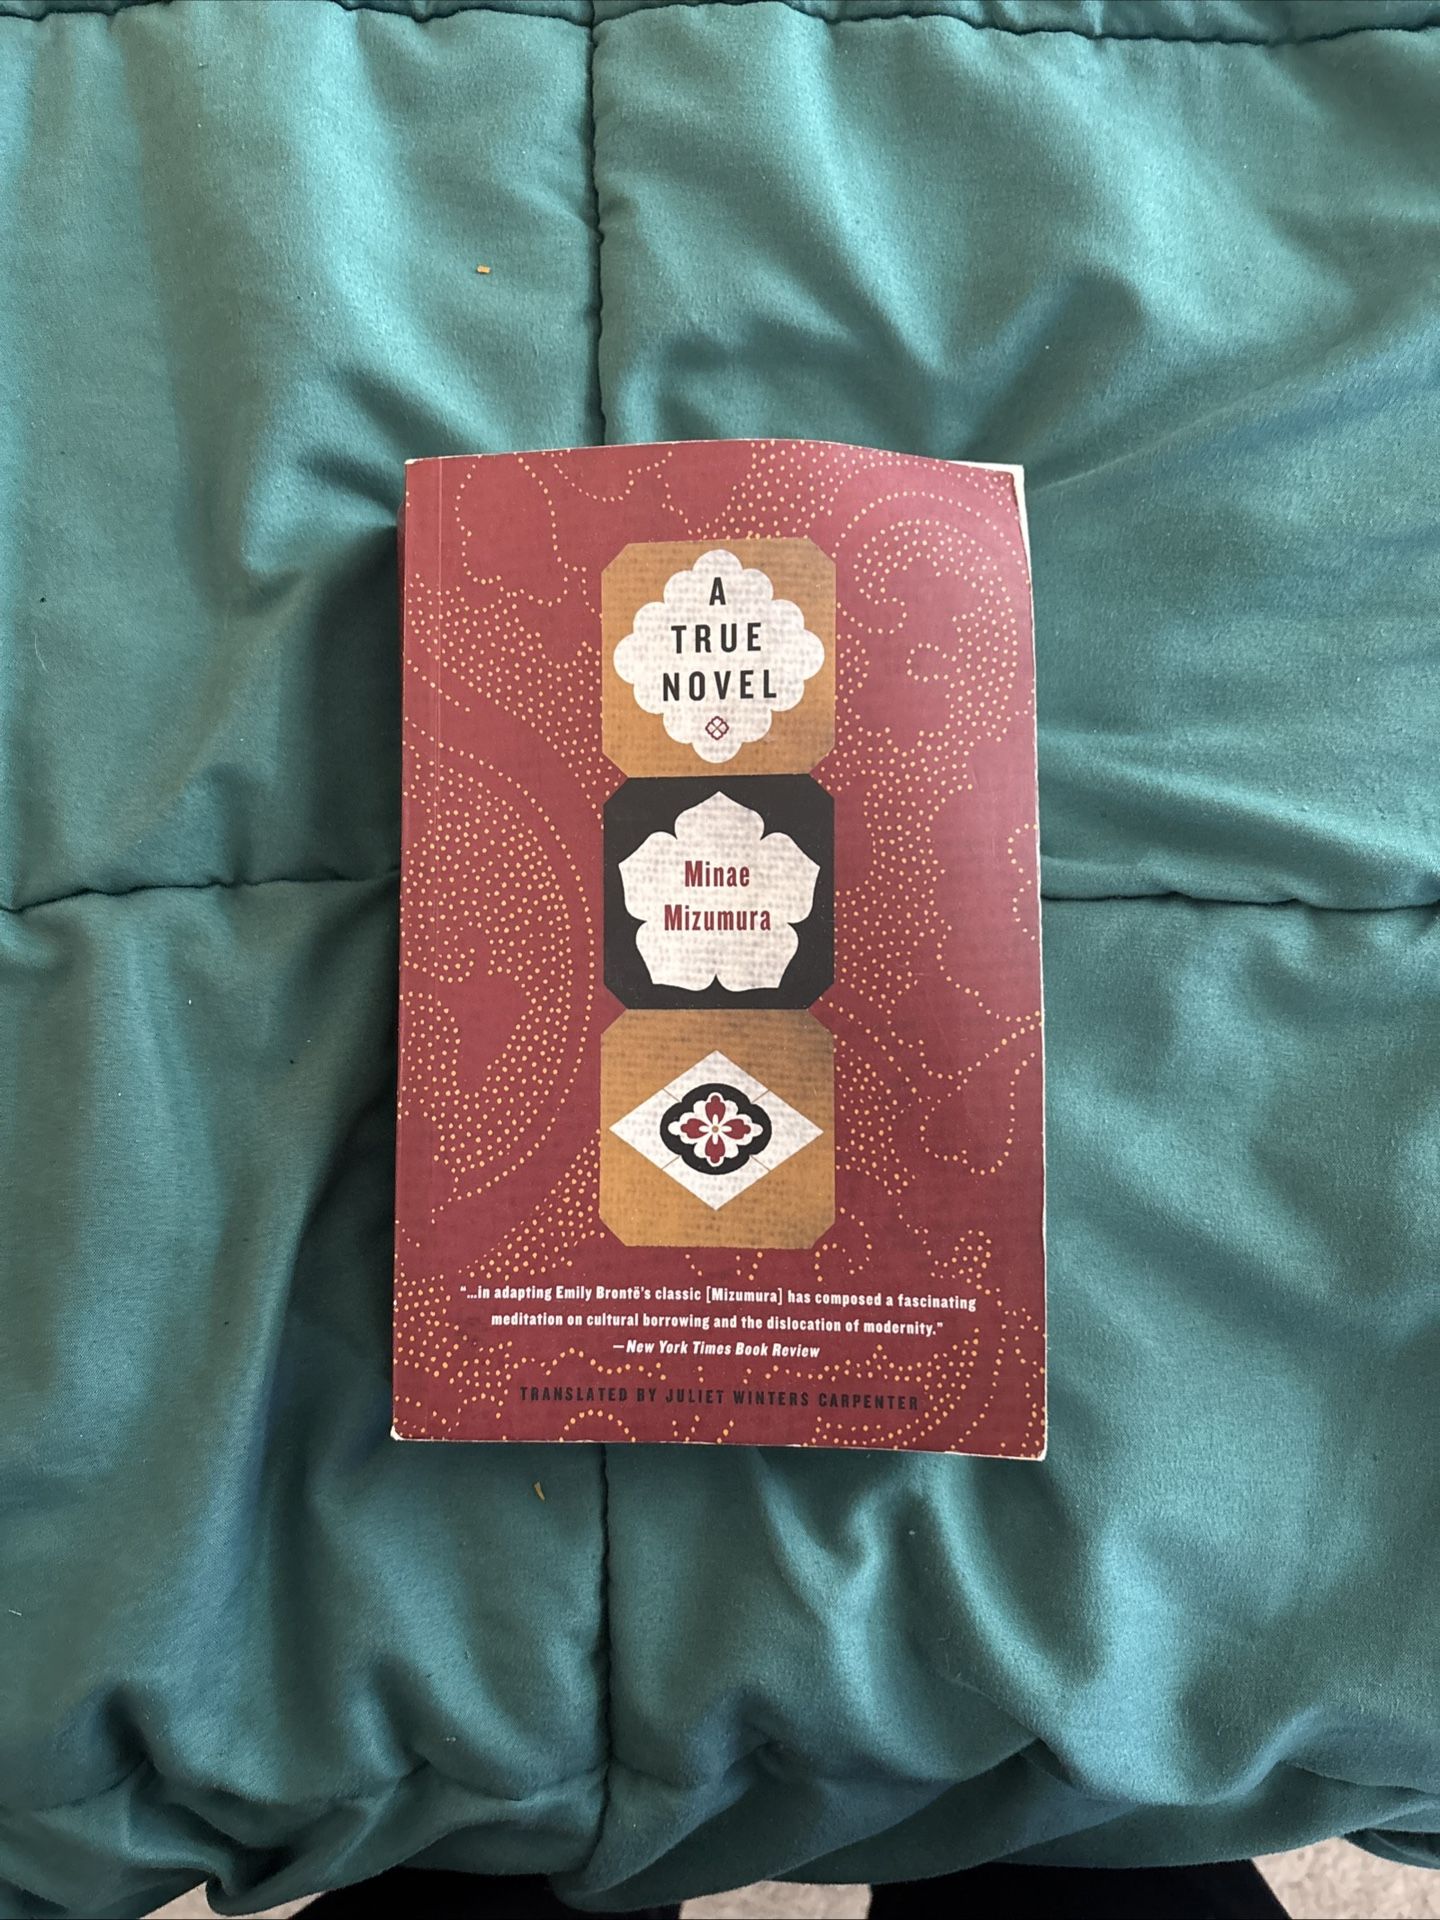 A
TRUE
NOVEL
Minae
Mizumura
“...in adapting Emily Brontë’s classic [Mizumura] has composed a fascinating
meditation on cultural borrowing and the dislocation of modernity.”
—New York Times Book Review
TRANSLATED BY JULIET WINTERS CARPENTER